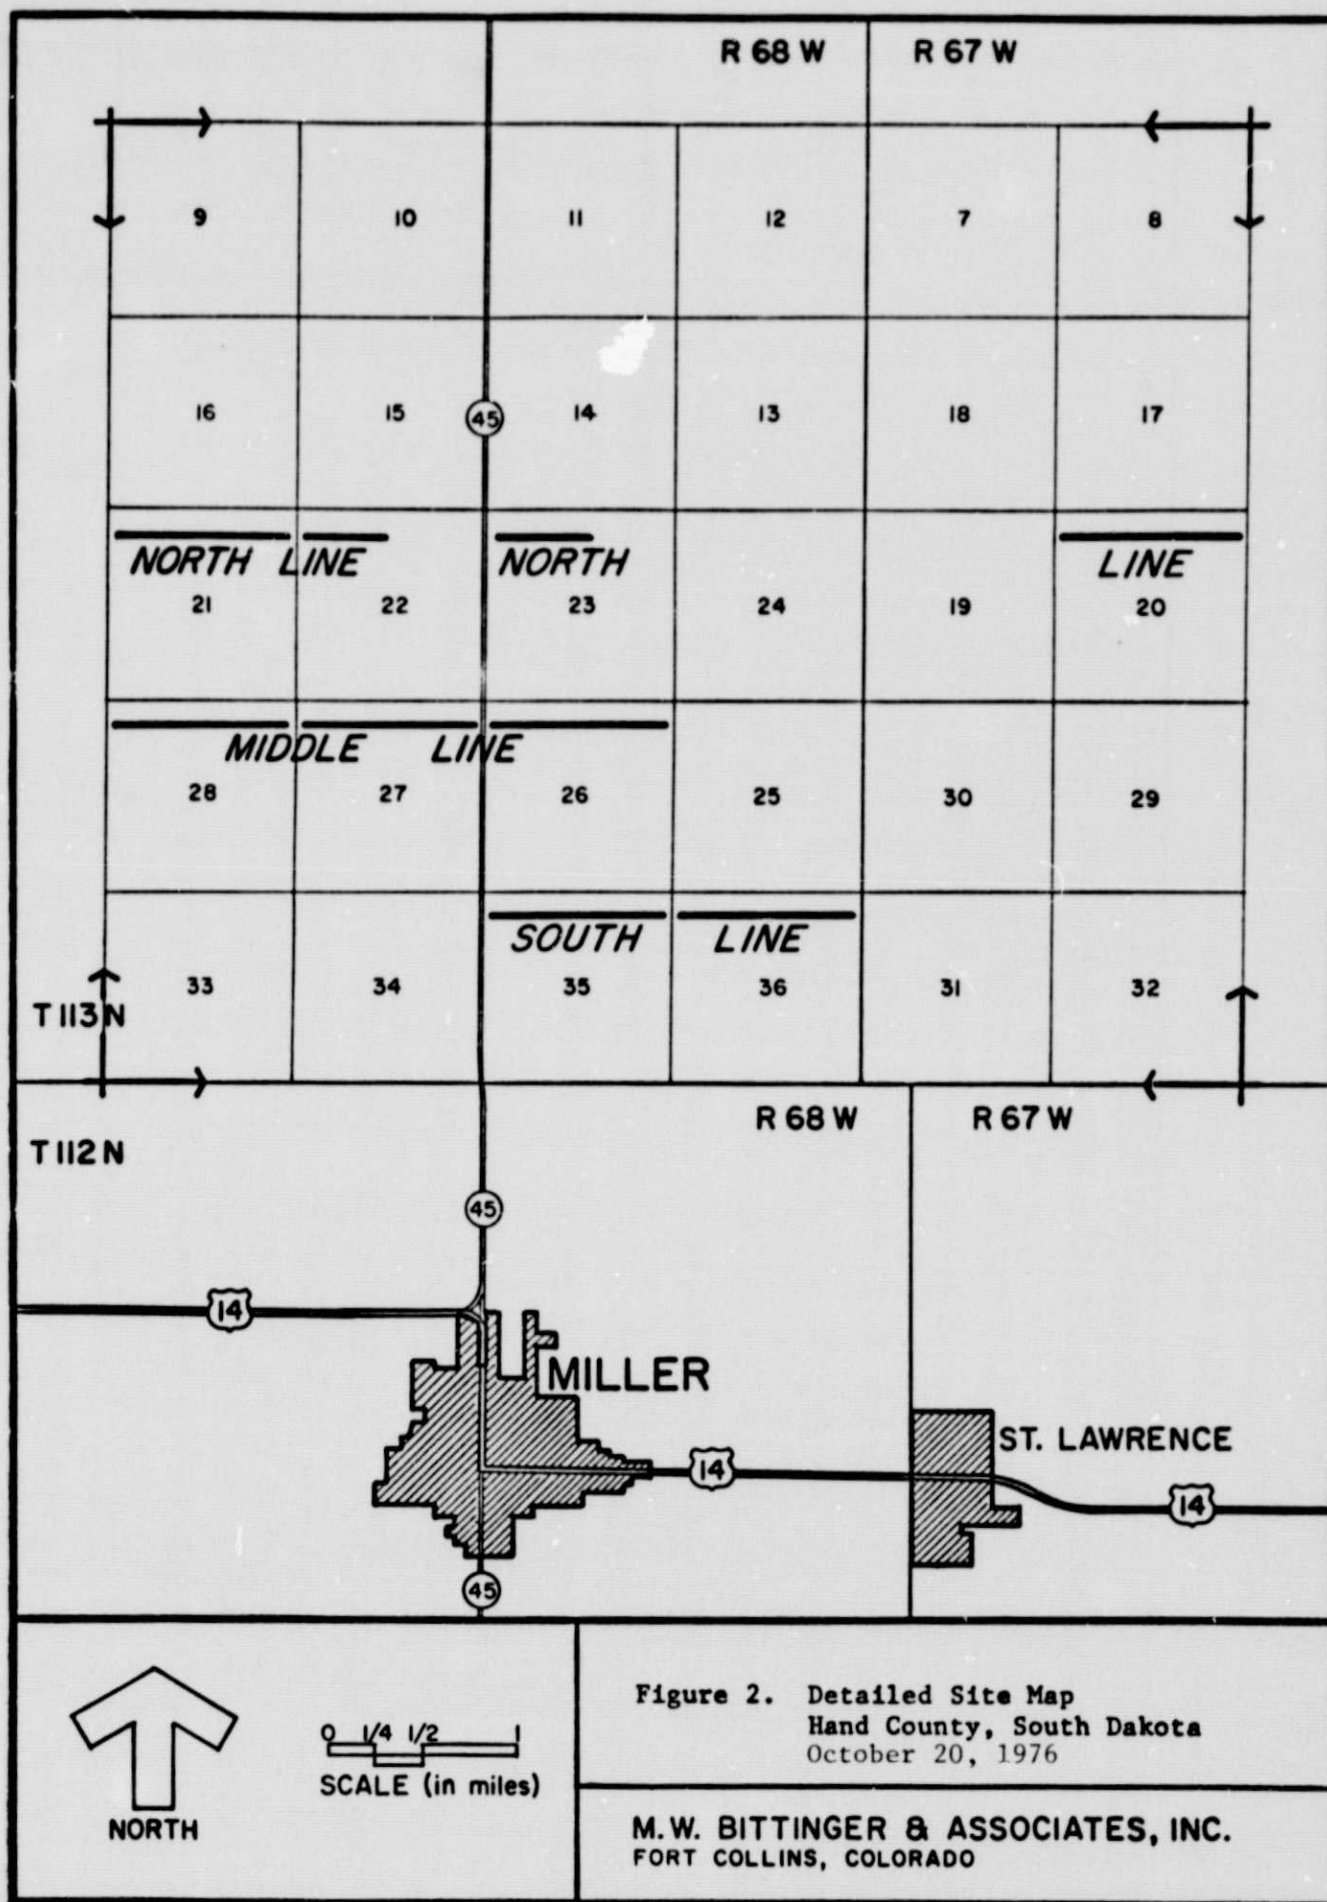 R 68 W R 67 W
9 10 11 12 7 8
16 15 45 14 13 18 17
NORTH LINE NORTH LINE
21 22 23 24 19 20
MIDDLE LINE
28 27 26 25 30 29
SOUTH LINE
33 34 35 36 31 32
T 113 N
R 68 W R 67 W
T 112 N
45
14
MILLER
ST. LAWRENCE
14
14
45
0 1/4 1/2 1
SCALE (in miles)
NORTH
Figure 2. Detailed Site Map
Hand County, South Dakota
October 20, 1976
M.W. BITTINGER & ASSOCIATES, INC.
FORT COLLINS, COLORADO